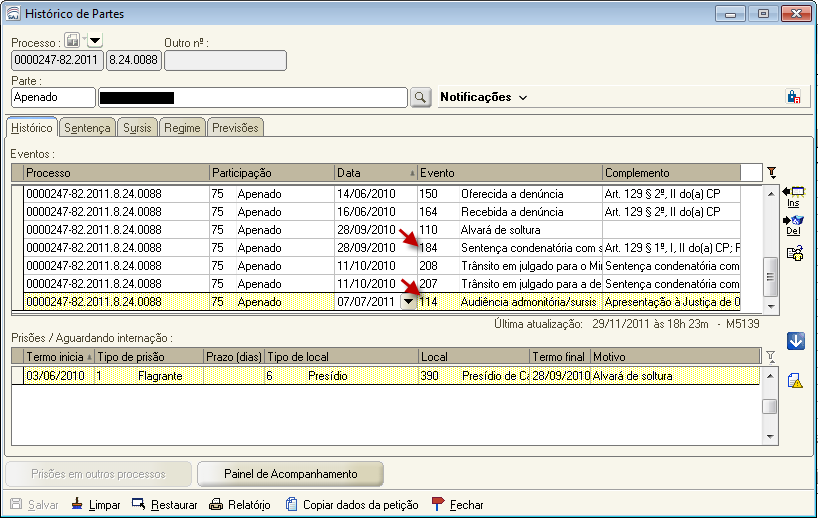 Histórico de Partes
Processo : Outro nº :
0000247-82.2011 8.24.0088
Parte :
Apenado Notificações
Histórico Sentença Sursis Regime Previsões
Eventos :
Processo Participação Data Evento Complemento
0000247-82.2011.8.24.0088 75 Apenado 14/06/2010 150 Oferecida a denúncia Art. 129 § 2º, II do(a) CP
0000247-82.2011.8.24.0088 75 Apenado 16/06/2010 164 Recebida a denúncia Art. 129 § 2º, II do(a) CP
0000247-82.2011.8.24.0088 75 Apenado 28/09/2010 110 Alvará de soltura
0000247-82.2011.8.24.0088 75 Apenado 28/09/2010 184 Sentença condenatória com s Art. 129 § 1º, I, II do(a) CP; F
0000247-82.2011.8.24.0088 75 Apenado 11/10/2010 208 Trânsito em julgado para o Mi Sentença condenatória com
0000247-82.2011.8.24.0088 75 Apenado 11/10/2010 207 Trânsito em julgado para a de Sentença condenatória com
0000247-82.2011.8.24.0088 75 Apenado 07/07/2011 114 Audiência admonitória/sursis Apresentação à Justiça de 0
Ins
Del
Última atualização: 29/11/2011 às 18h 23m - M5139
Prisões / Aguardando internação :
Termo inicia Tipo de prisão Prazo (dias) Tipo de local Local Termo final Motivo
03/06/2010 1 Flagrante 6 Presídio 390 Presídio de Ca 28/09/2010 Alvará de soltura
Prisões em outros processos Painel de Acompanhamento
Salvar Limpar Restaurar Relatório Copiar dados da petição Fechar